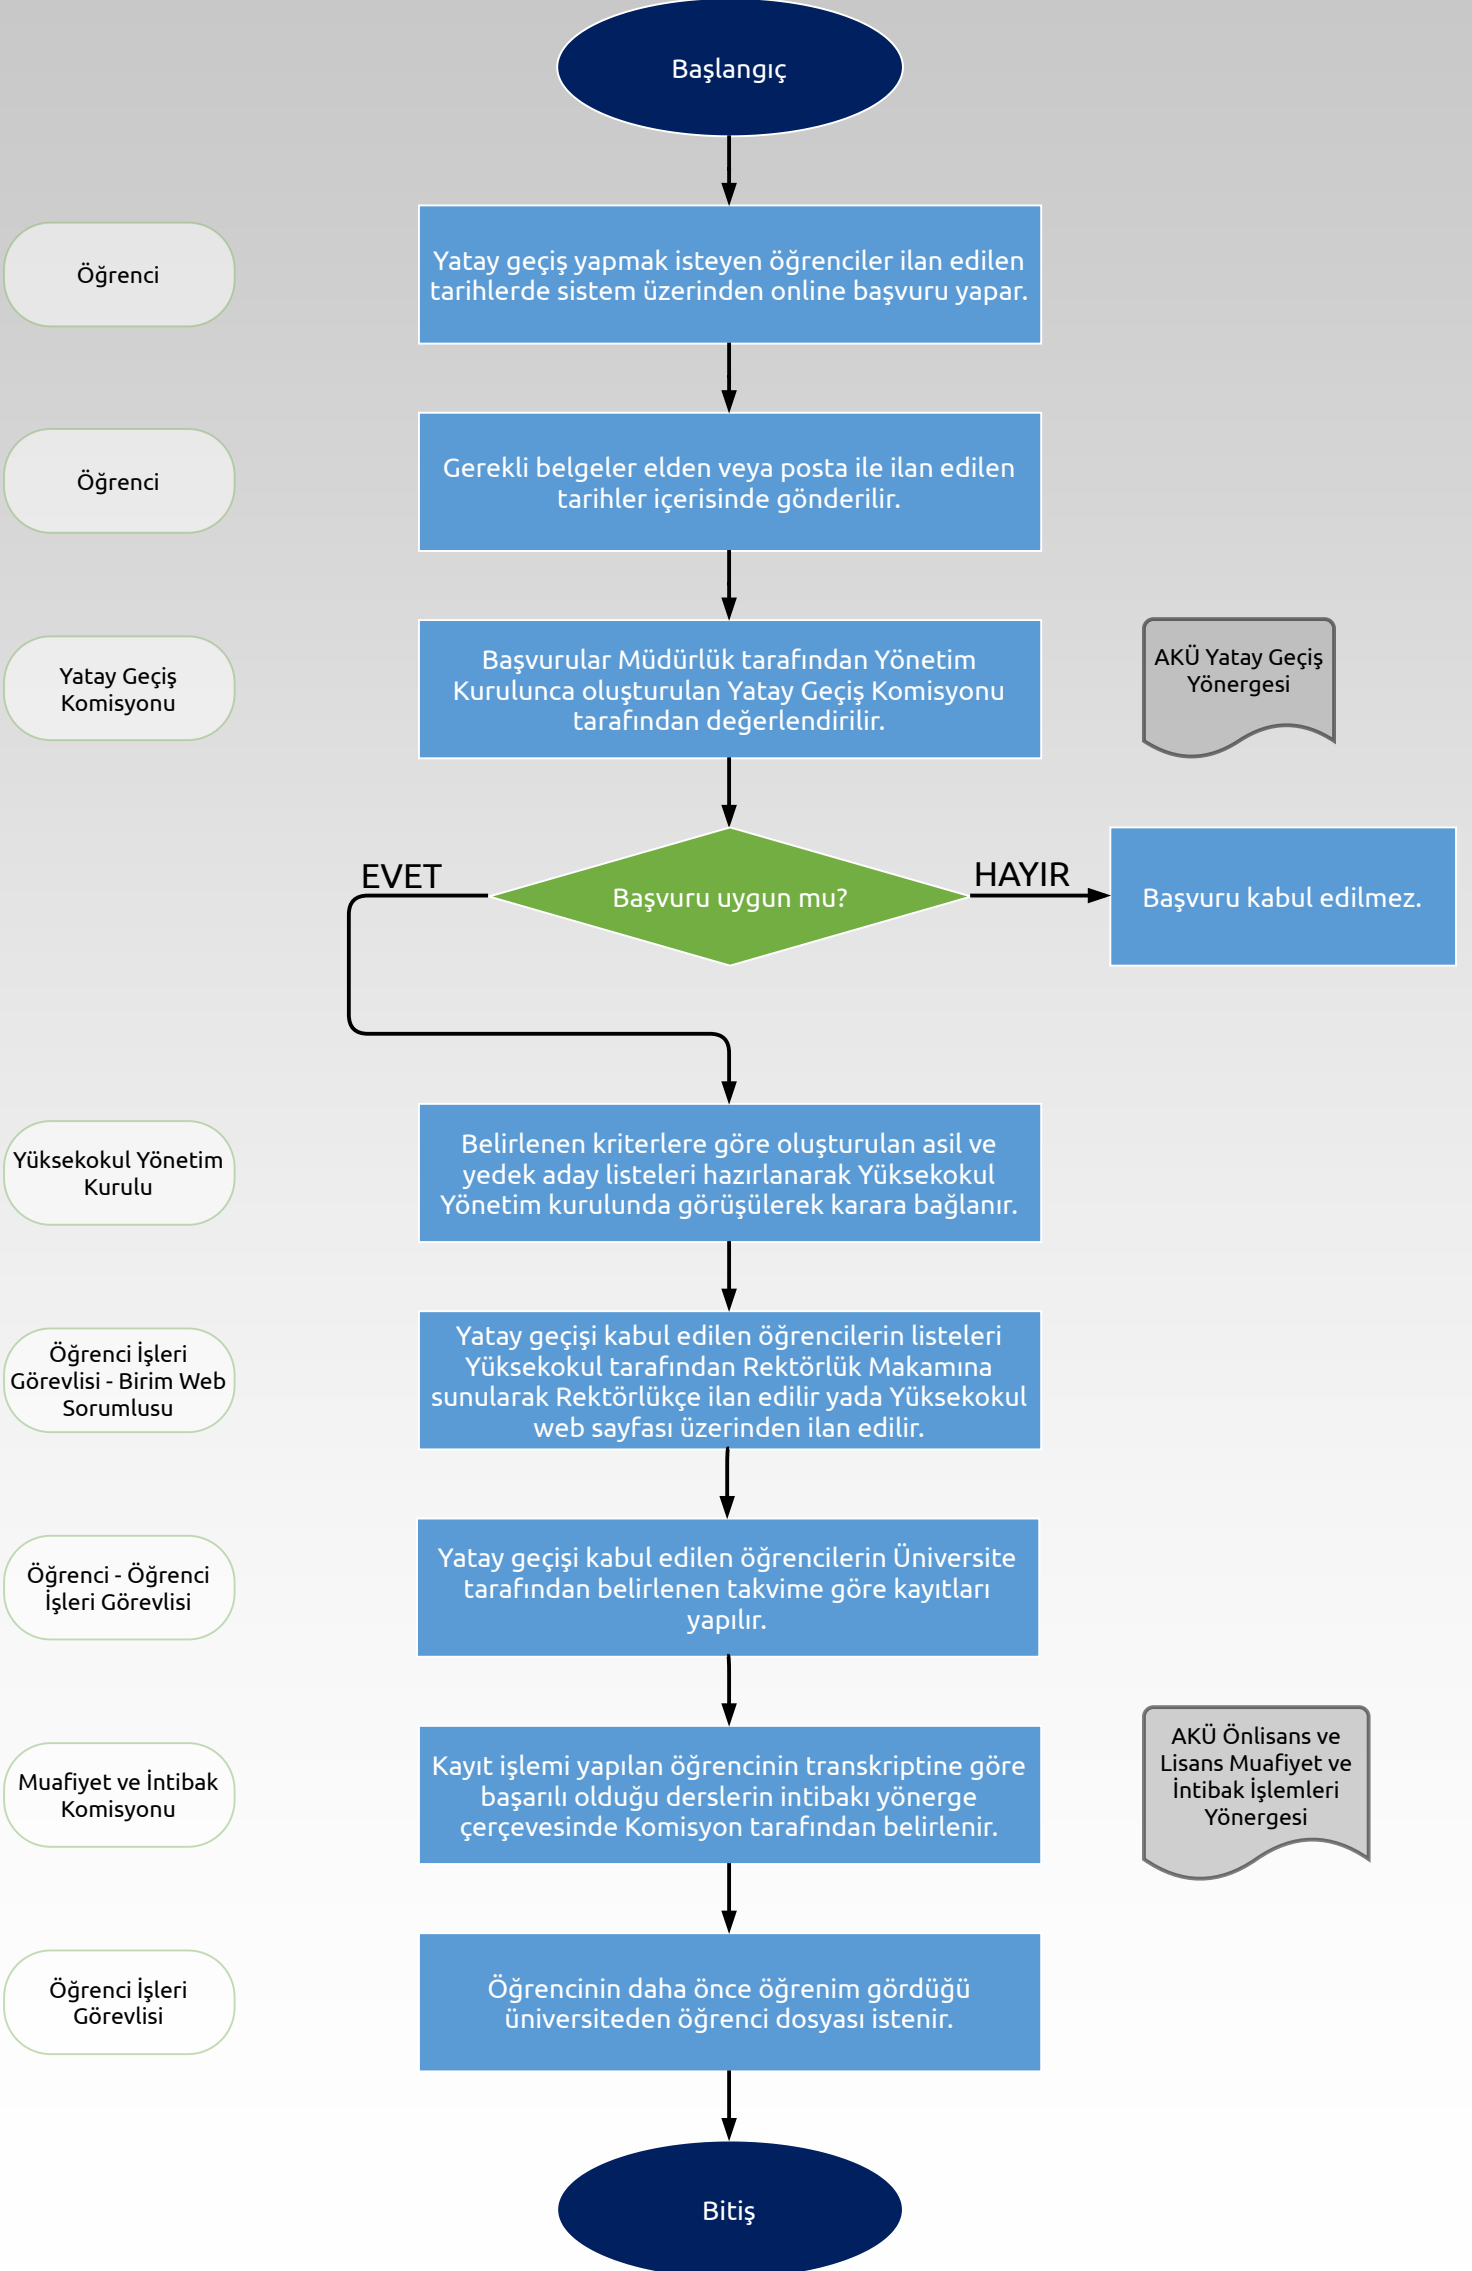 Başlangıç
Öğrenci
Yatay geçiş yapmak isteyen öğrenciler ilan edilen
tarihlerde sistem üzerinden online başvuru yapar.
Öğrenci
Gerekli belgeler elden veya posta ile ilan edilen
tarihler içerisinde gönderilir.
Yatay Geçiş
Komisyonu
Başvurular Müdürlük tarafından Yönetim
Kurulunca oluşturulan Yatay Geçiş Komisyonu
tarafından değerlendirilir.
AKÜ Yatay Geçiş
Yönergesi
EVET
Başvuru uygun mu?
HAYIR
Başvuru kabul edilmez.
Yüksekokul Yönetim
Kurulu
Belirlenen kriterlere göre oluşturulan asil ve
yedek aday listeleri hazırlanarak Yüksekokul
Yönetim kurulunda görüşülerek karara bağlanır.
Öğrenci İşleri
Görevlisi - Birim Web
Sorumlusu
Yatay geçişi kabul edilen öğrencilerin listeleri
Yüksekokul tarafından Rektörlük Makamına
sunularak Rektörlükçe ilan edilir yada Yüksekokul
web sayfası üzerinden ilan edilir.
Öğrenci - Öğrenci
İşleri Görevlisi
Yatay geçişi kabul edilen öğrencilerin Üniversite
tarafından belirlenen takvime göre kayıtları
yapılır.
Muafiyet ve İntibak
Komisyonu
Kayıt işlemi yapılan öğrencinin transkriptine göre
başarılı olduğu derslerin intibakı yönerge
çerçevesinde Komisyon tarafından belirlenir.
AKÜ Önlisans ve
Lisans Muafiyet ve
İntibak İşlemleri
Yönergesi
Öğrenci İşleri
Görevlisi
Öğrencinin daha önce öğrenim gördüğü
üniversiteden öğrenci dosyası istenir.
Bitiş